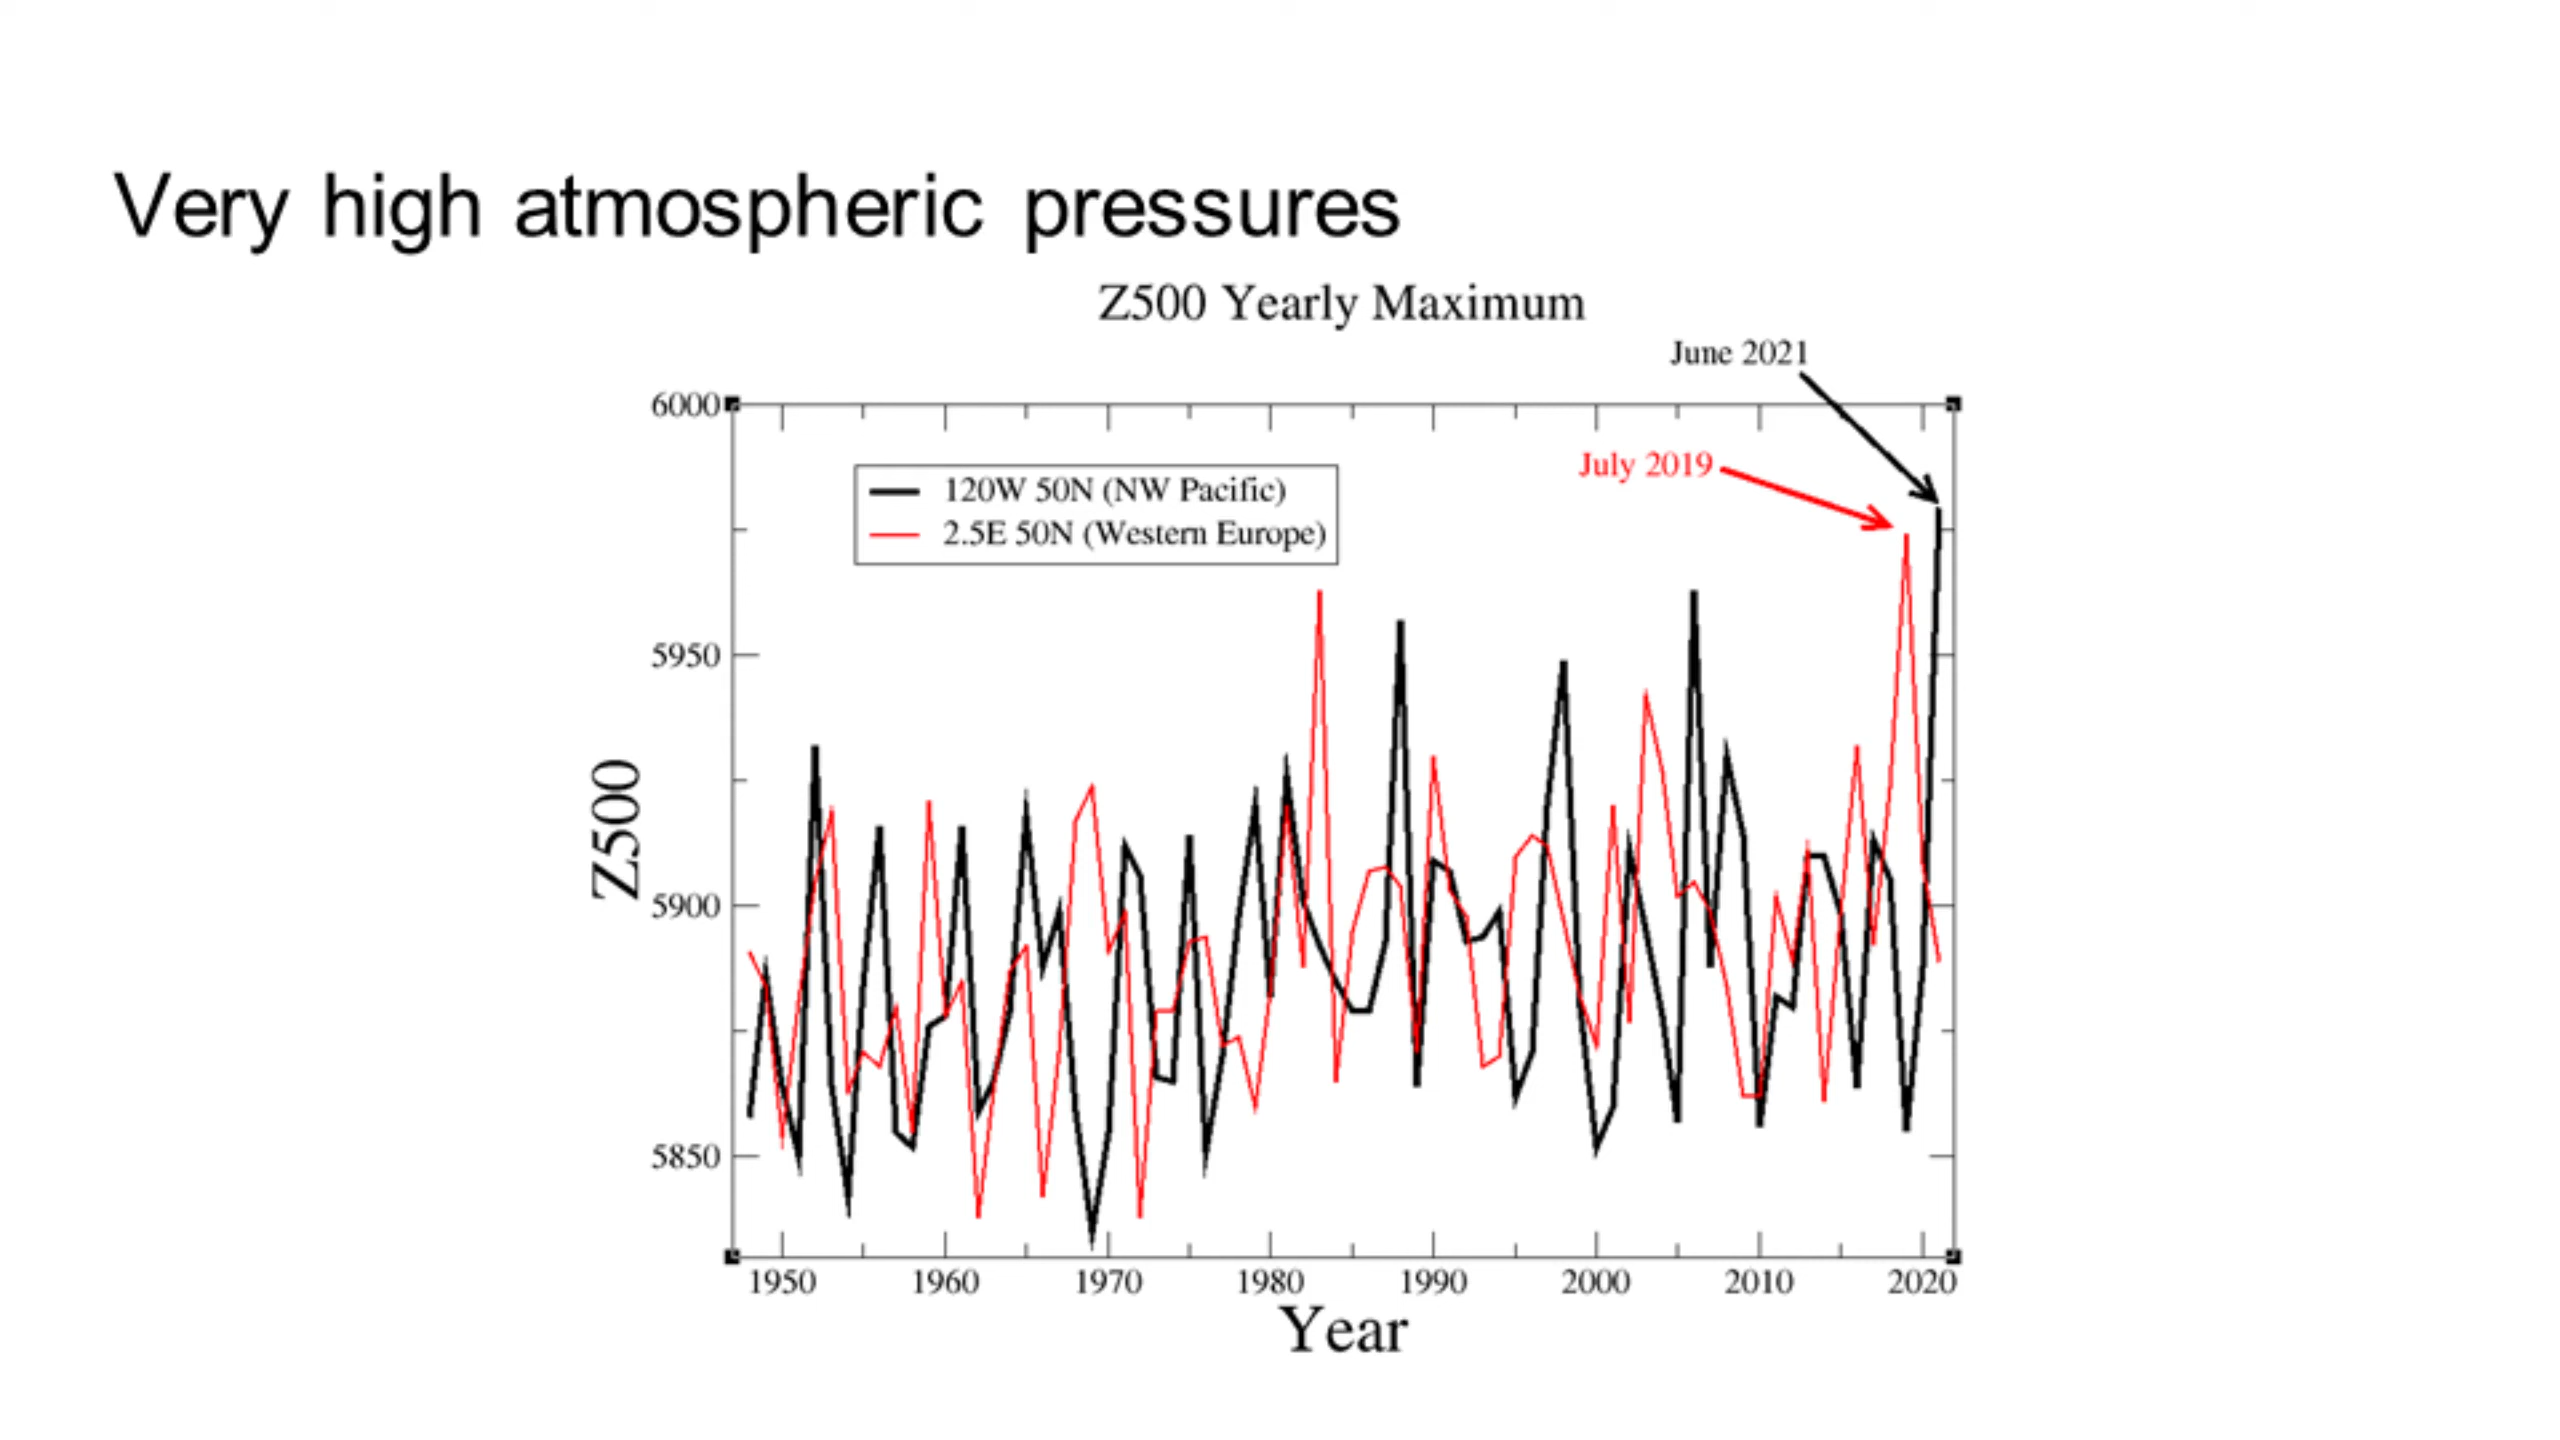 Very high atmospheric pressures
Z500 Yearly Maximum
June 2021
6000
July 2019
120W 50N (NW Pacific)
2.5E 50N (Western Europe)
5950
Z500
5900
5850
1950 1960 1970 1980 1990 2000 2010 2020
Year